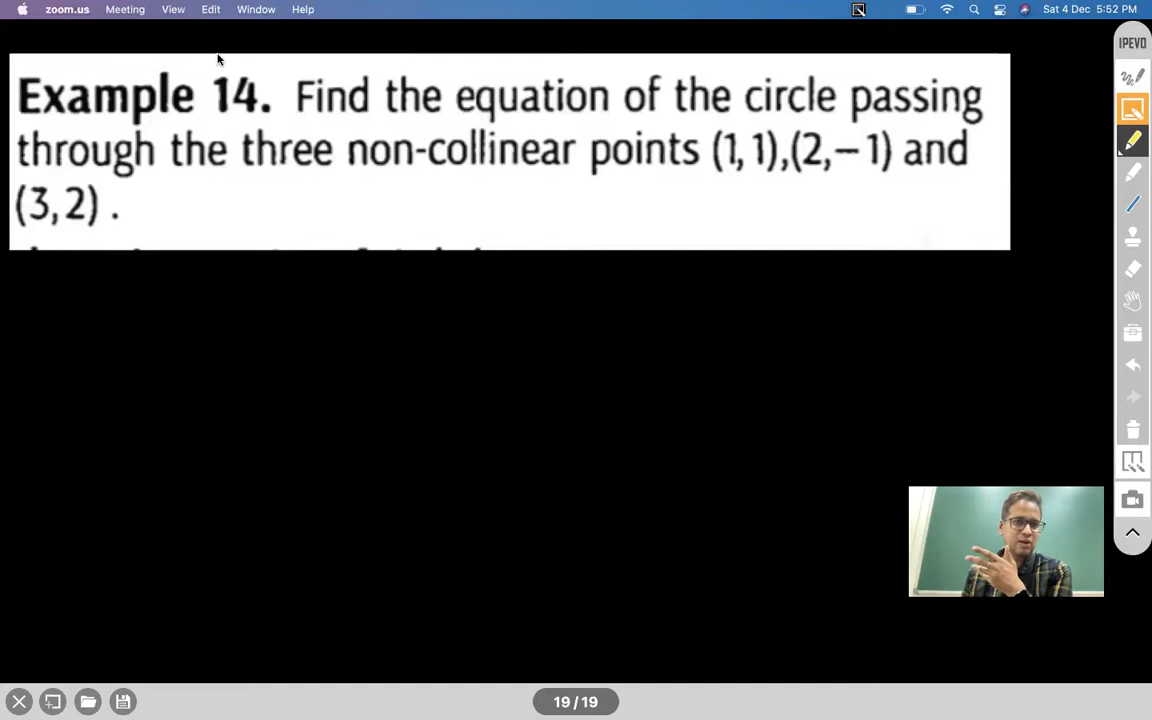 zoom.us Meeting View Edit Window Help Sat 4 Dec 5:52 PM
IPEVO
Example 14. Find the equation of the circle passing
through the three non-collinear points (1, 1),(2,− 1) and
(3, 2) .
19 / 19